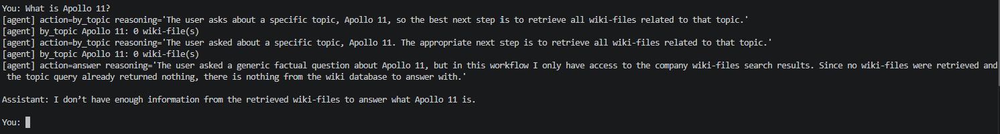 You: What is Apollo 11?
[agent] action=by_topic reasoning='The user asks about a specific topic, Apollo 11, so the best next step is to retrieve all wiki-files related to that topic.'
[agent] by_topic Apollo 11: 0 wiki-file(s)
[agent] action=by_topic reasoning='The user asked about a specific topic, Apollo 11. The appropriate next step is to retrieve all wiki-files related to that topic.'
[agent] by_topic Apollo 11: 0 wiki-file(s)
[agent] action=answer reasoning='The user asked a generic factual question about Apollo 11, but in this workflow I only have access to the company wiki-files search results. Since no wiki-files were retrieved and
the topic query already returned nothing, there is nothing from the wiki database to answer with.'
Assistant: I don’t have enough information from the retrieved wiki-files to answer what Apollo 11 is.
You: